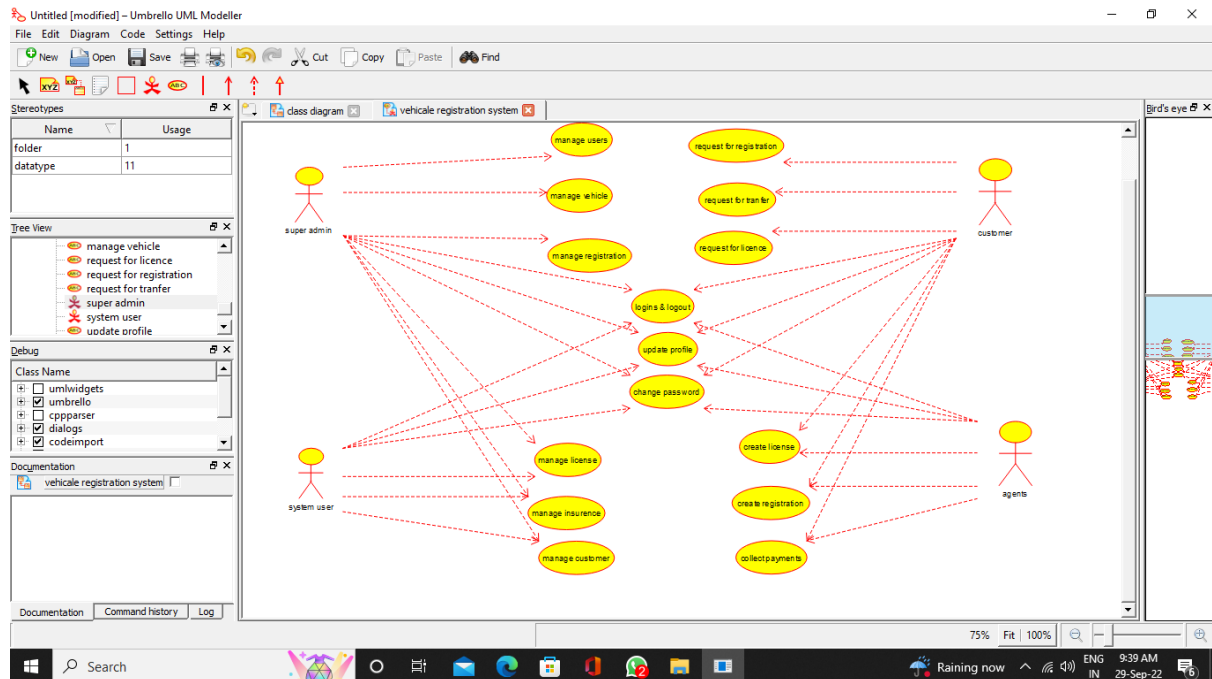 Untitled [modified] – Umbrello UML Modeller
File Edit Diagram Code Settings Help
New Open Save Cut Copy Paste Find
XYZ ABC
Stereotypes
Name Usage
folder 1
datatype 11
Tree View
manage vehicle
request for licence
request for registration
request for tranfer
super admin
system user
update profile
Debug
Class Name
umlwidgets
umbrello
cppparser
dialogs
codeimport
Documentation
vehicale registration system
Documentation Command history Log
class diagram vehicale registration system
Bird's eye
manage users
request for registration
manage vehicle
request for tranfer
super admin
customer
manage registration
request for licence
logins & logout
update profile
change password
manage license
create license
system user
agents
manage insurence
create registration
manage customer
collect payments
75% Fit 100%
Search
2
Raining now
ENG
IN
9:39 AM
29-Sep-22
6